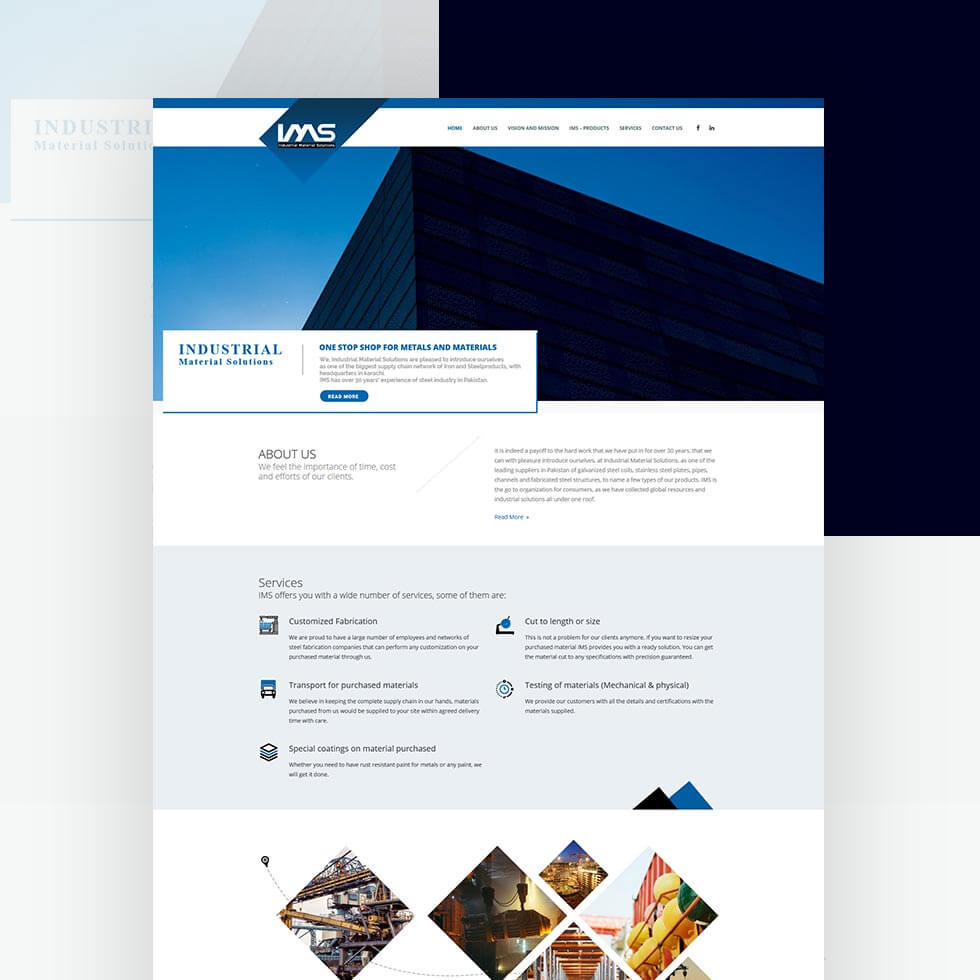 INDUSTRI
Material Soluti
IMS
Industrial Material Solutions
HOME ABOUT US VISION AND MISSION IMS - PRODUCTS SERVICES CONTACT US f in
INDUSTRIAL
Material Solutions
ONE STOP SHOP FOR METALS AND MATERIALS
We, Industrial Material Solutions are pleased to introduce ourselves
as one of the biggest supply chain network of Iron and Steelproducts, with
headquarters in karachi.
IMS has over 30 years' experience of steel industry in Pakistan.
READ MORE
ABOUT US
We feel the importance of time, cost
and efforts of our clients.
It is indeed a payoff to the hard work that we have put in for over 30 years, that we
can with pleasure introduce ourselves, at Industrial Material Solutions, as one of the
leading suppliers in Pakistan of galvanized steel coils, stainless steel plates, pipes,
channels and fabricated steel structures, to name a few types of our products. IMS is
the go to organization for consumers, as we have collected global resources and
industrial solutions all under one roof.
Read More »
Services
IMS offers you with a wide number of services, some of them are:
Customized Fabrication
We are proud to have a large number of employees and networks of
steel fabrication companies that can perform any customization on your
purchased material through us.
Cut to length or size
This is not a problem for our clients anymore. If you want to resize your
purchased material IMS provides you with a ready solution. You can get
the material cut to any specifications with precision guaranteed.
Transport for purchased materials
We believe in keeping the complete supply chain in our hands, materials
purchased from us would be supplied to your site within agreed delivery
time with care.
Testing of materials (Mechanical & physical)
We provide our customers with all the details and certifications with the
materials supplied.
Special coatings on material purchased
Whether you need to have rust resistant paint for metals or any paint, we
will get it done.